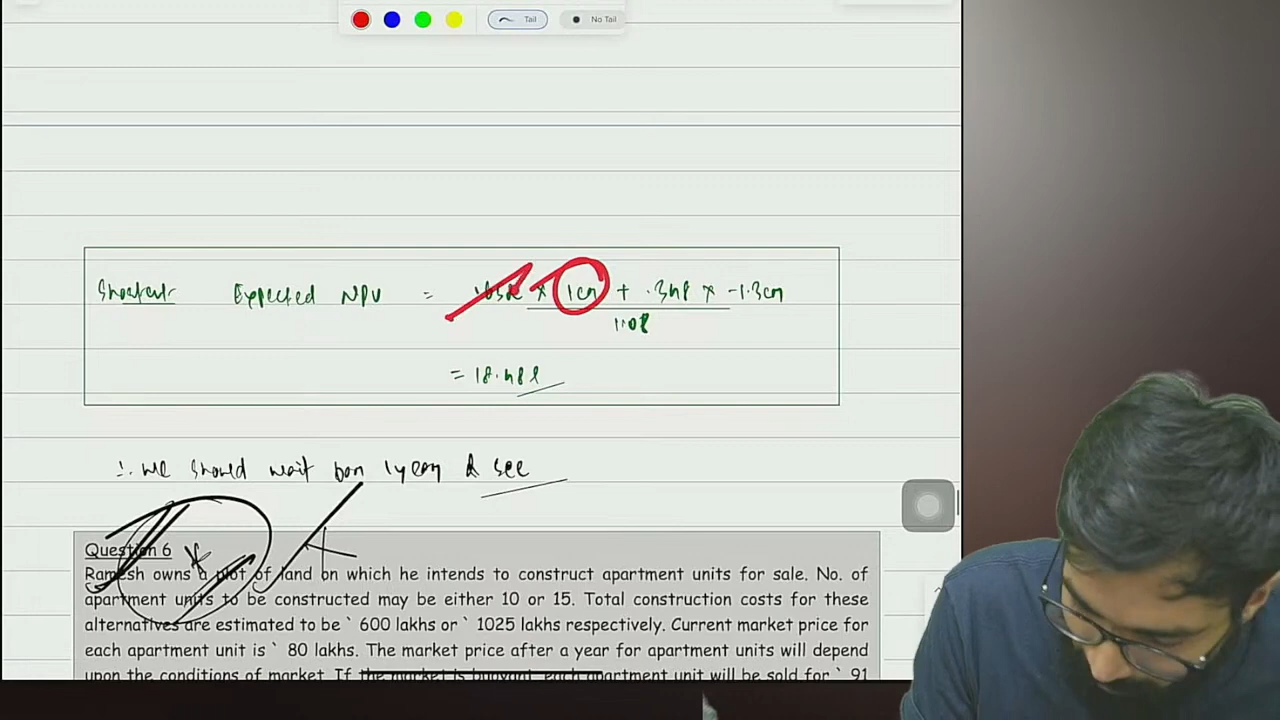 Tail No Tail
Shortcut Expected NPU = × 1cr + .348 × -1.3cr
1.08
= 18.48l
∴ we should wait for 1 year & see
Question 6
Ramesh owns a plot of land on which he intends to construct apartment units for sale. No. of
apartment units to be constructed may be either 10 or 15. Total construction costs for these
alternatives are estimated to be ` 600 lakhs or ` 1025 lakhs respectively. Current market price for
each apartment unit is ` 80 lakhs. The market price after a year for apartment units will depend
upon the conditions of market. If the market is buoyant, each apartment unit will be sold for ` 91